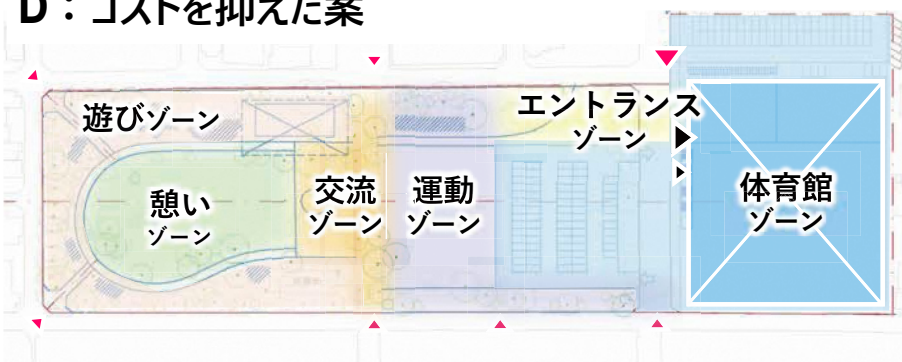 D：コストを抑えた案
遊びゾーン
エントランス
ゾーン
憩い
ゾーン
交流
ゾーン
運動
ゾーン
体育館
ゾーン